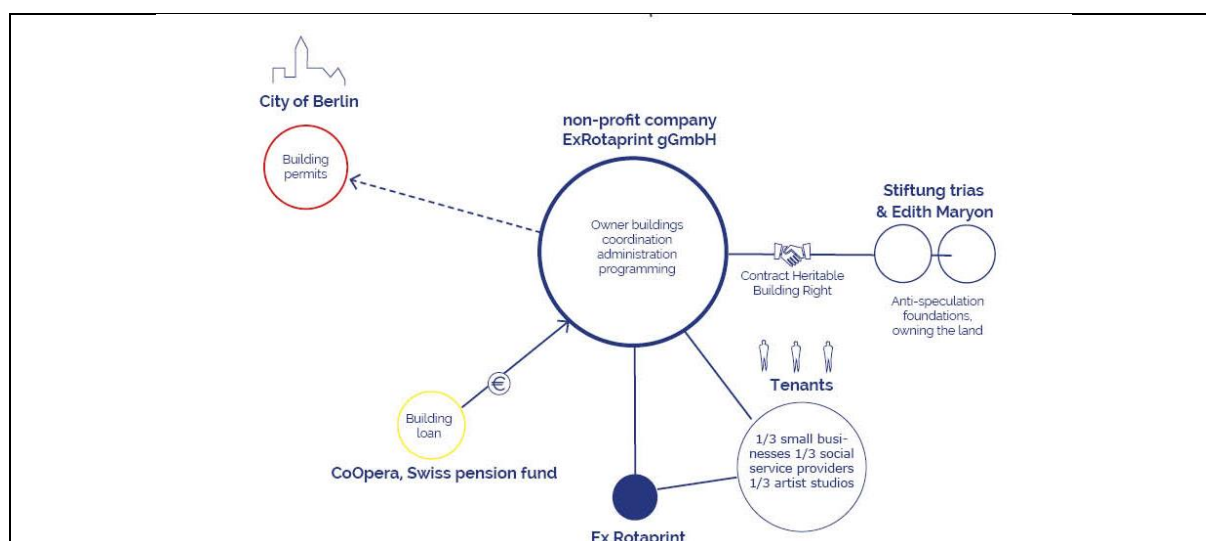 City of Berlin
Building
permits
non-profit company
ExRotaprint gGmbH
Owner buildings
coordination
administration
programming
Stiftung trias
& Edith Maryon
Contract Heritable
Building Right
Anti-speculation
foundations,
owning the land
€
Building
loan
CoOpera, Swiss pension fund
Tenants
1/3 small busi-
nesses 1/3 social
service providers
1/3 artist studios
Ex Rotaprint